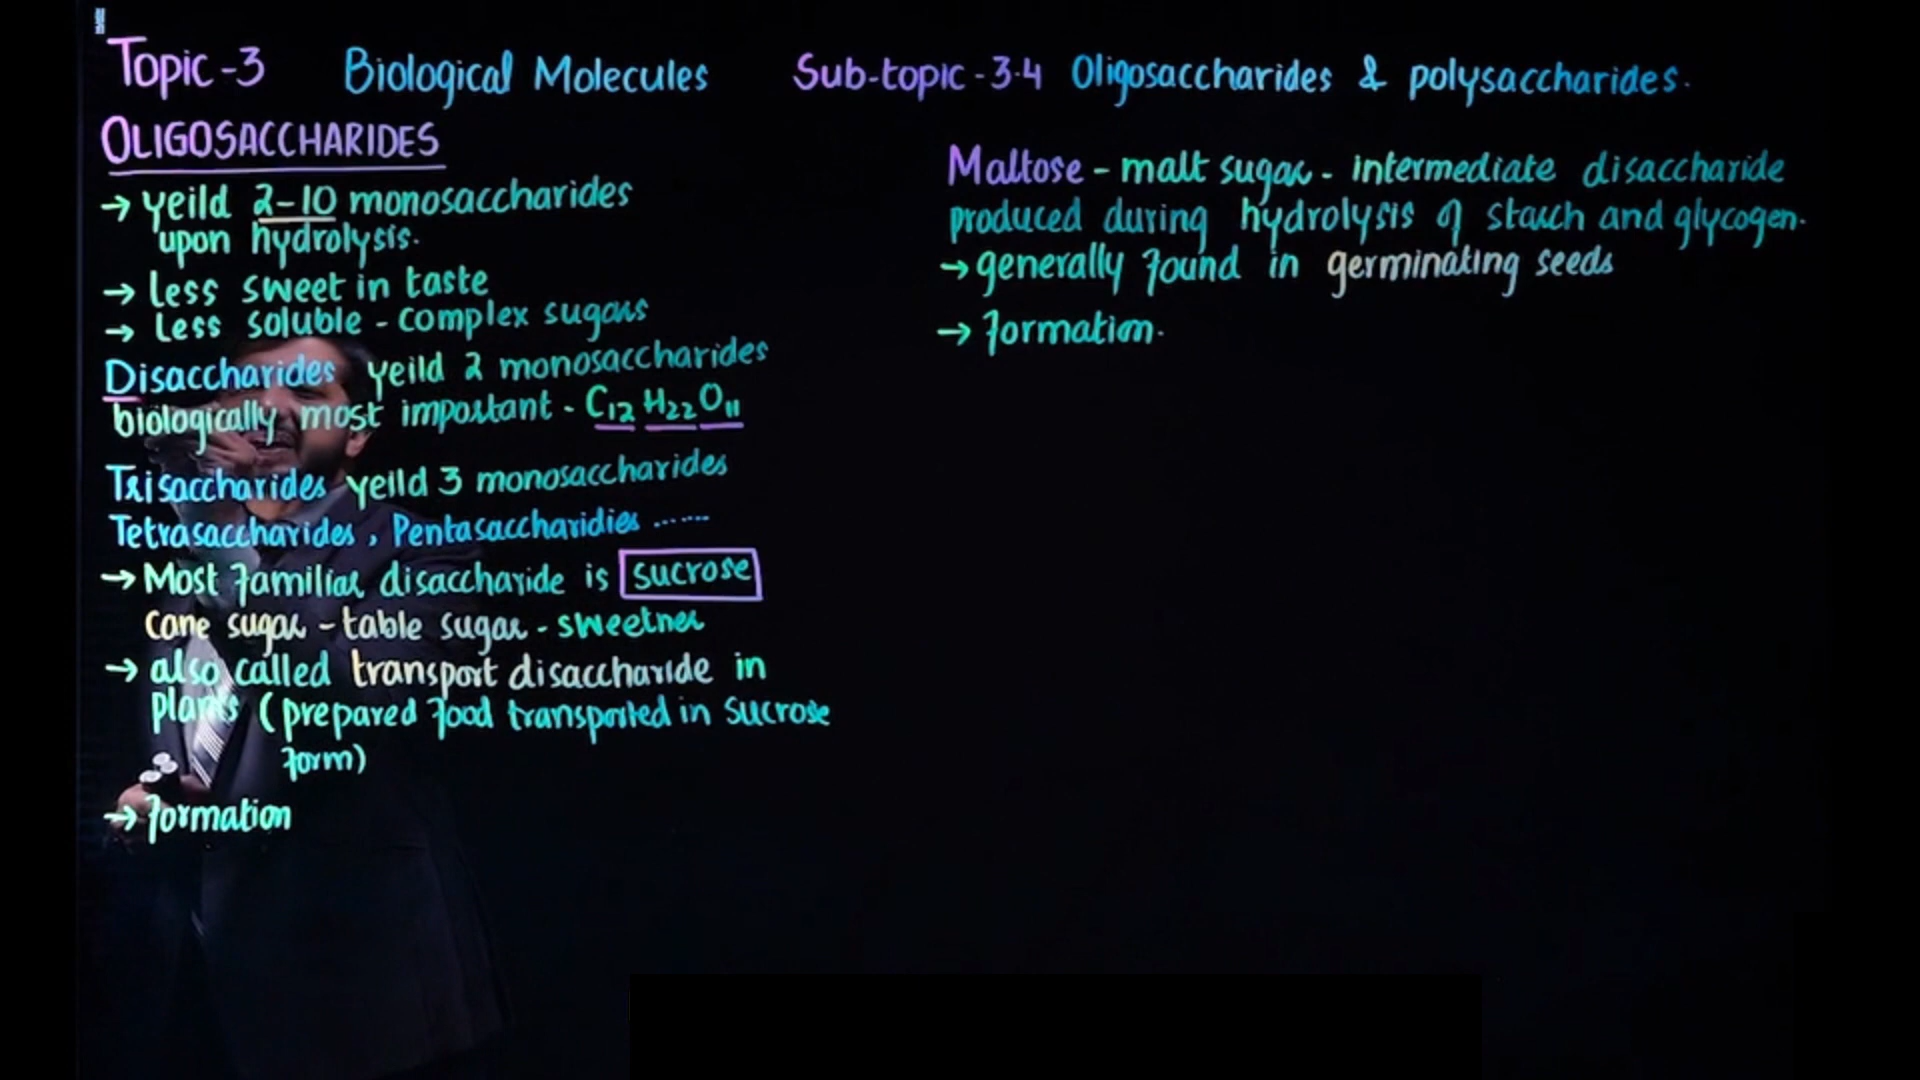 Topic-3 Biological Molecules Sub-topic-3.4 Oligosaccharides & polysaccharides.
OLIGOSACCHARIDES
→ yeild 2-10 monosaccharides
upon hydrolysis.
→ less sweet in taste
→ less soluble - complex sugars
Disaccharides yeild 2 monosaccharides
biologically most important - C12 H22 O11
Trisaccharides yeild 3 monosaccharides
Tetrasaccharides, Pentasaccharidies ......
→ Most familiar disaccharide is sucrose
cane sugar - table sugar - sweetner
→ also called transport disaccharide in
plants (prepared food transported in sucrose
form)
→ formation
Maltose - malt sugar - intermediate disaccharide
produced during hydrolysis of starch and glycogen.
→ generally found in germinating seeds
→ formation.